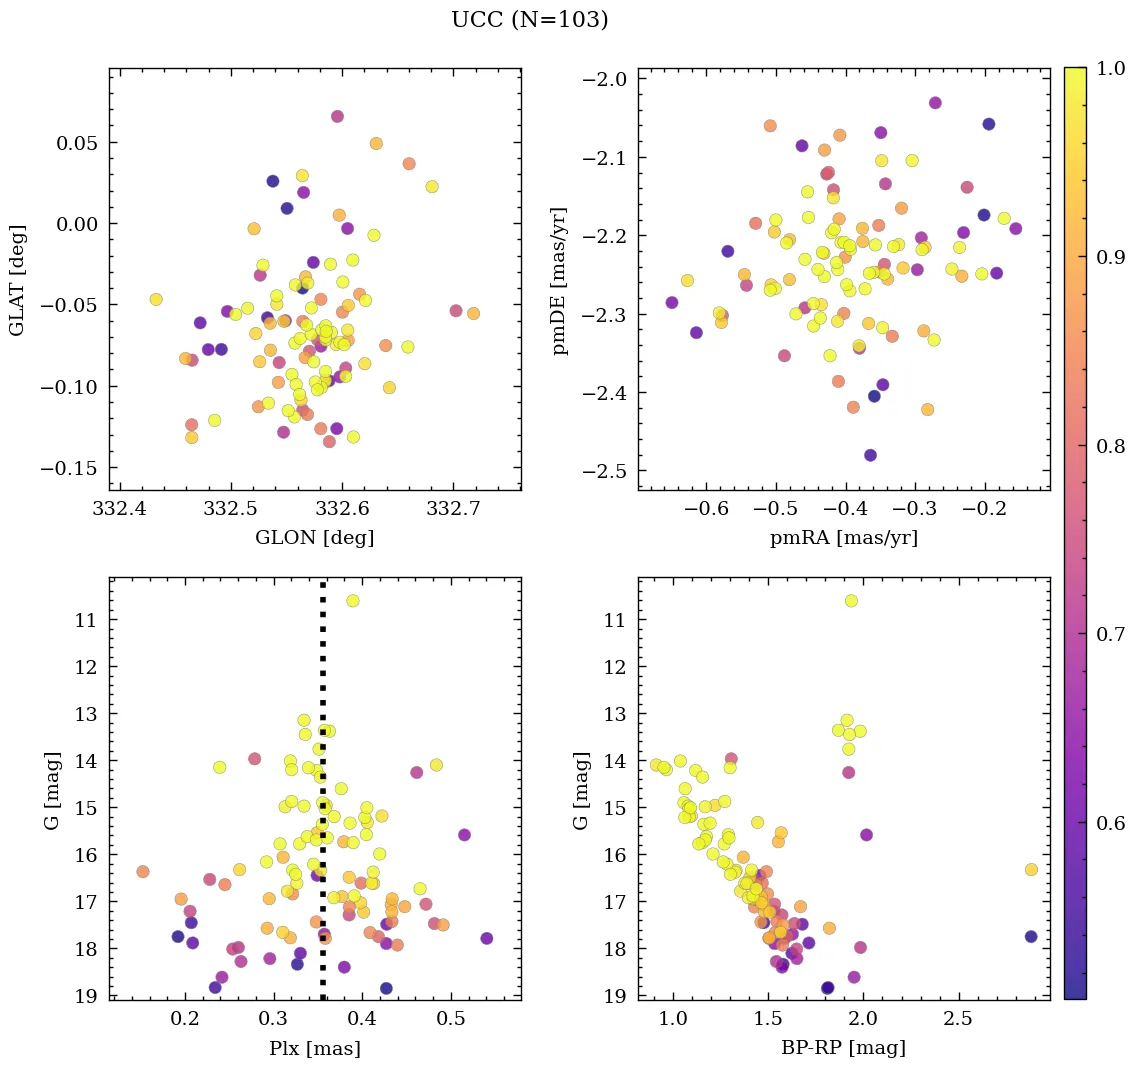 UCC (N=103)
0.05
0.00
−0.05
−0.10
−0.15
GLAT [deg]
332.4 332.5 332.6 332.7
GLON [deg]
−2.0
−2.1
−2.2
−2.3
−2.4
−2.5
pmDE [mas/yr]
−0.6 −0.5 −0.4 −0.3 −0.2
pmRA [mas/yr]
11
12
13
14
15
16
17
18
19
G [mag]
0.2 0.3 0.4 0.5
Plx [mas]
11
12
13
14
15
16
17
18
19
G [mag]
1.0 1.5 2.0 2.5
BP-RP [mag]
1.0
0.9
0.8
0.7
0.6